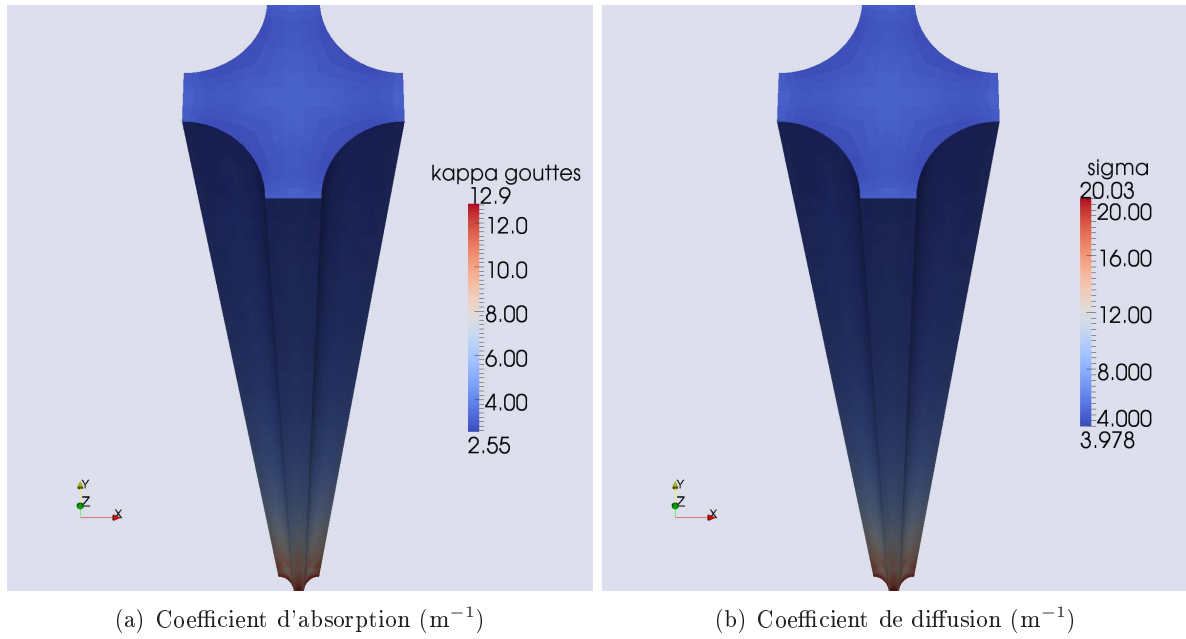 kappa gouttes
12.9
12.0
10.0
8.00
6.00
4.00
2.55
Y
Z
X
(a) Coefficient d'absorption (m⁻¹)
sigma
20.03
20.00
16.00
12.00
8.000
4.000
3.978
Y
Z
X
(b) Coefficient de diffusion (m⁻¹)